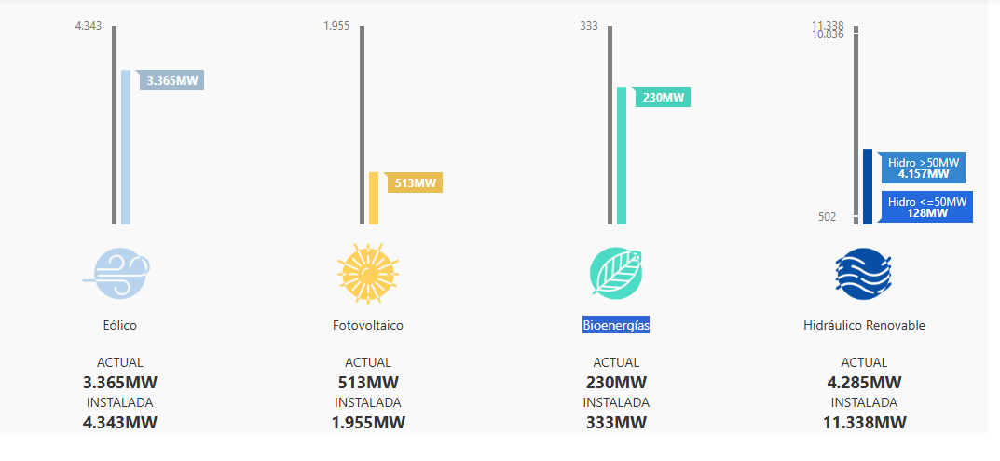 4.343
3.365MW
1.955
513MW
333
230MW
11.338
10.836
Hidro >50MW
4.157MW
Hidro <=50MW
128MW
502
Eólico
Fotovoltaico
Bioenergías
Hidráulico Renovable
ACTUAL
3.365MW
INSTALADA
4.343MW
ACTUAL
513MW
INSTALADA
1.955MW
ACTUAL
230MW
INSTALADA
333MW
ACTUAL
4.285MW
INSTALADA
11.338MW